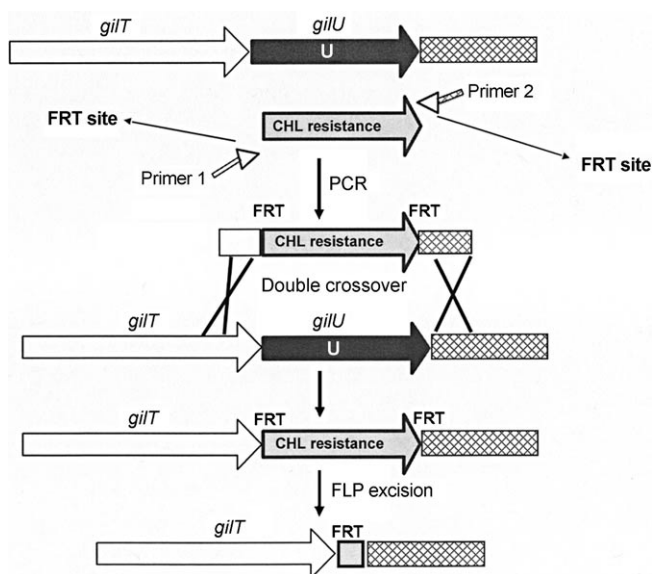 gilT gilU
U
Primer 2
FRT site
CHL resistance
Primer 1
FRT site
PCR
FRT FRT
CHL resistance
Double crossover
gilT gilU
U
FRT FRT
gilT
CHL resistance
FLP excision
gilT
FRT